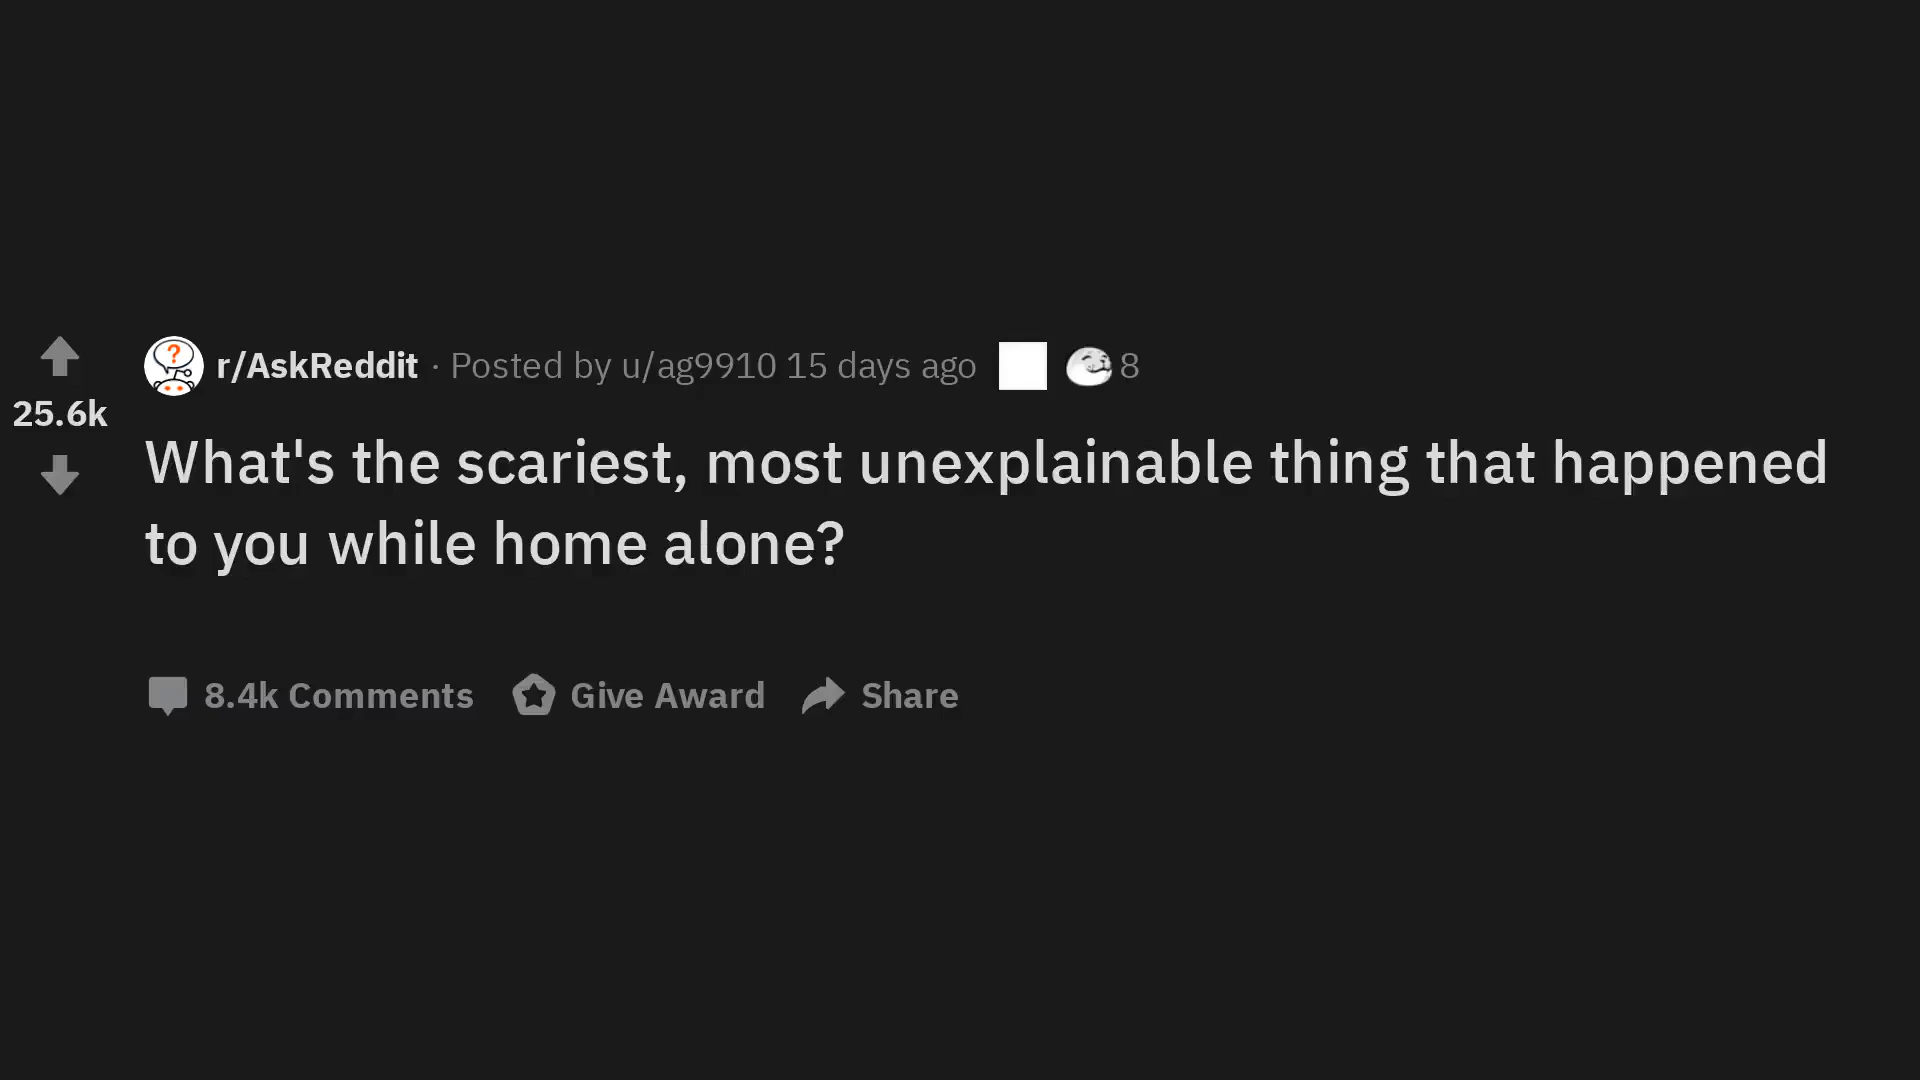 r/AskReddit · Posted by u/ag9910 15 days ago 8
25.6k
What's the scariest, most unexplainable thing that happened
to you while home alone?
8.4k Comments Give Award Share